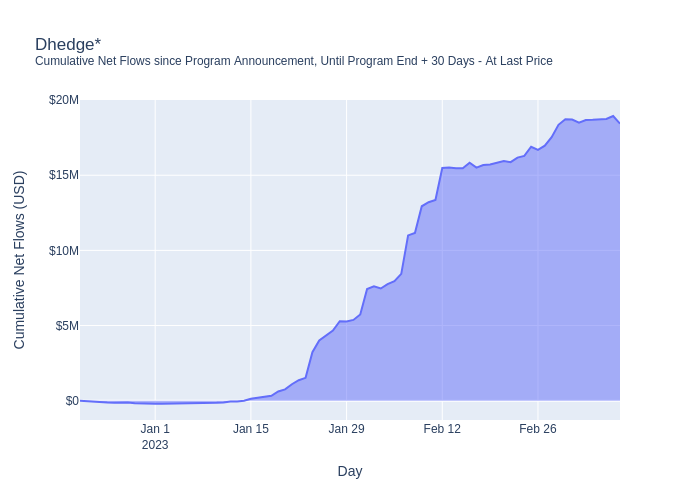 Dhedge*
Cumulative Net Flows since Program Announcement, Until Program End + 30 Days - At Last Price
Cumulative Net Flows (USD)
$20M
$15M
$10M
$5M
$0
Jan 1
2023
Jan 15
Jan 29
Feb 12
Feb 26
Day